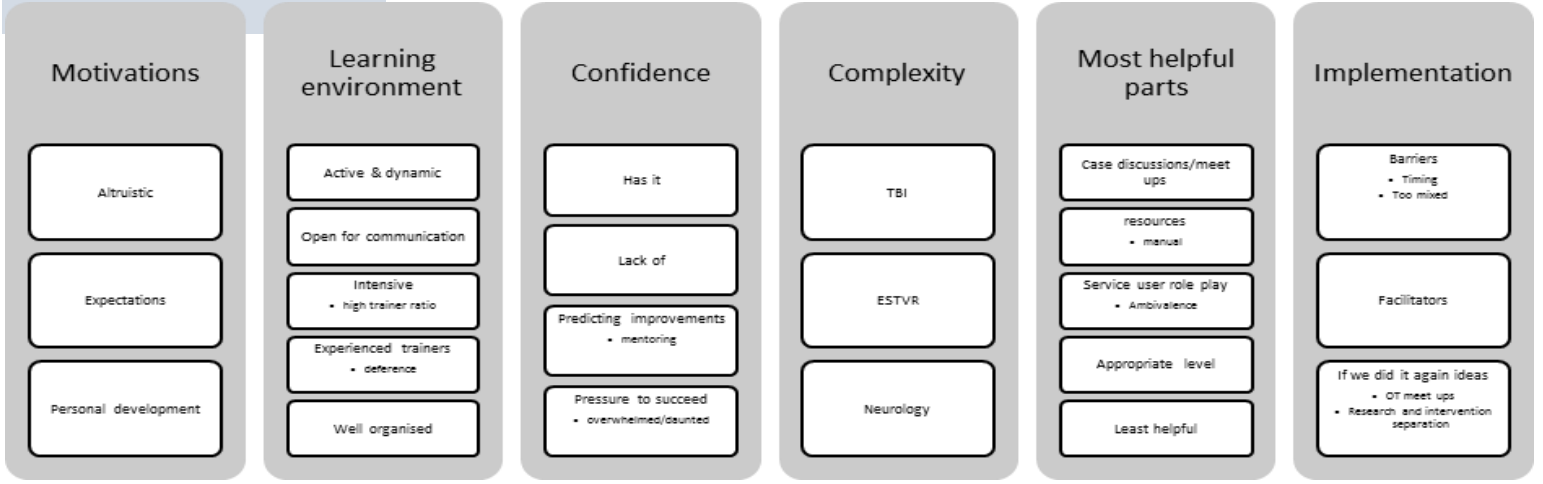 Motivations
Altruistic
Expectations
Personal development
Learning
environment
Active & dynamic
Open for communication
Intensive
• high trainer ratio
Experienced trainers
• deference
Well organised
Confidence
Has it
Lack of
Predicting improvements
• mentoring
Pressure to succeed
• overwhelmed/daunted
Complexity
TBI
ESTVR
Neurology
Most helpful
parts
Case discussions/meet
ups
resources
• manual
Service user role play
• Ambivalence
Appropriate level
Least helpful
Implementation
Barriers
• Timing
• Too mixed
Facilitators
If we did it again ideas
• OT meet ups
• Research and intervention
separation